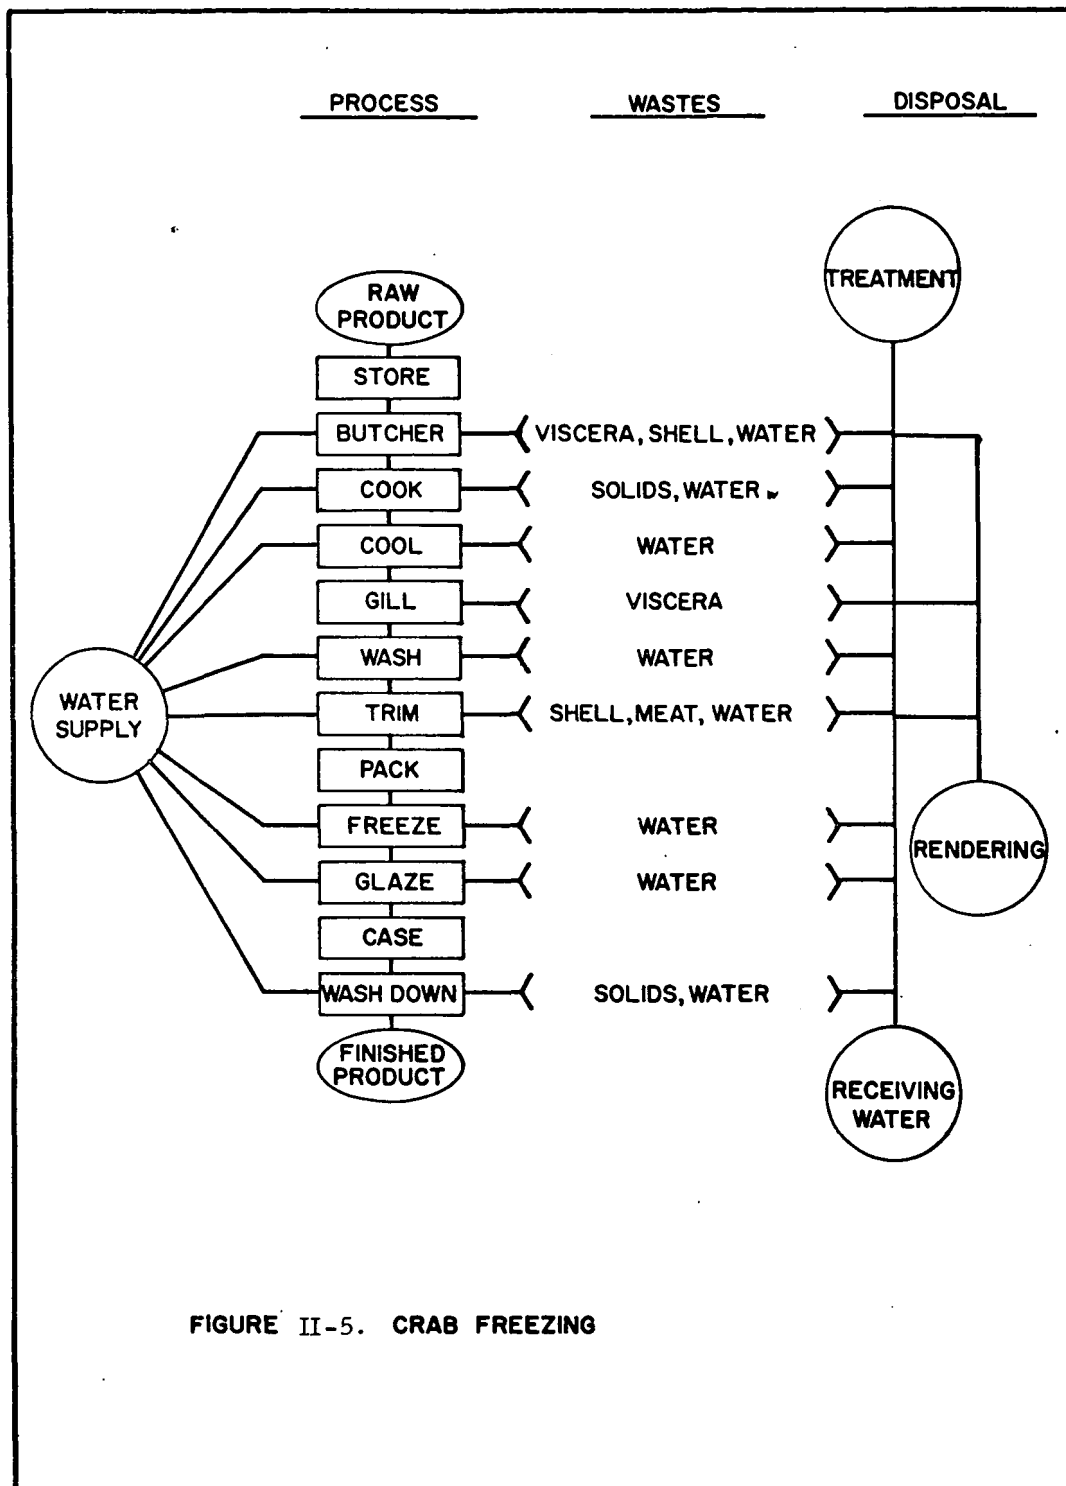 PROCESS WASTES DISPOSAL
TREATMENT
RAW
PRODUCT
STORE
BUTCHER VISCERA, SHELL, WATER
COOK SOLIDS, WATER
COOL WATER
GILL VISCERA
WASH WATER
WATER
SUPPLY
TRIM SHELL, MEAT, WATER
PACK
FREEZE WATER
RENDERING
GLAZE WATER
CASE
WASH DOWN SOLIDS, WATER
FINISHED
PRODUCT
RECEIVING
WATER
FIGURE II-5. CRAB FREEZING